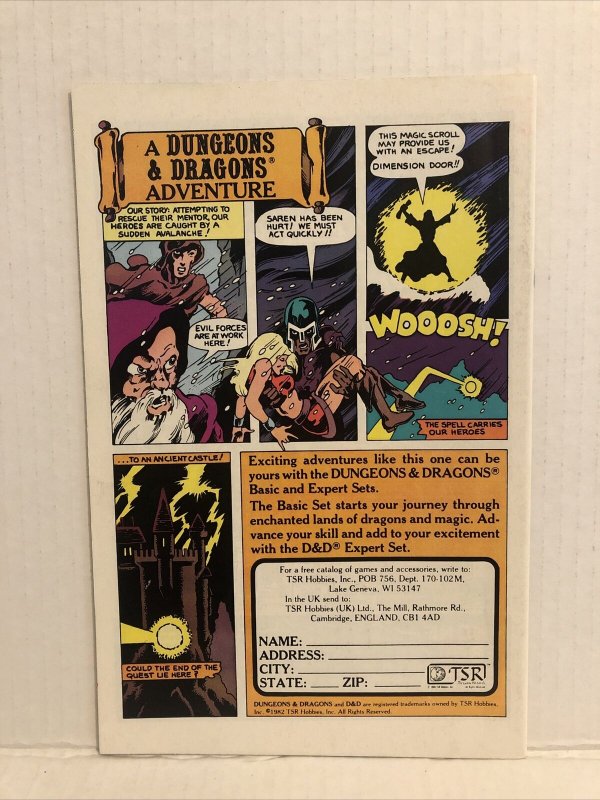 A DUNGEONS
& DRAGONS®
ADVENTURE
OUR STORY: ATTEMPTING TO
RESCUE THEIR MENTOR, OUR
HEROES ARE CAUGHT BY A
SUDDEN AVALANCHE!
EVIL FORCES
ARE AT WORK
HERE!
SAREN HAS BEEN
HURT! WE MUST
ACT QUICKLY!!
THIS MAGIC SCROLL
MAY PROVIDE US
WITH AN ESCAPE!
DIMENSION DOOR!!
WOOOSH!
THE SPELL CARRIES
OUR HEROES
...TO AN ANCIENT CASTLE!
COULD THE END OF THE
QUEST LIE HERE?
Exciting adventures like this one can be
yours with the DUNGEONS & DRAGONS®
Basic and Expert Sets.
The Basic Set starts your journey through
enchanted lands of dragons and magic. Ad-
vance your skill and add to your excitement
with the D&D® Expert Set.
For a free catalog of games and accessories, write to:
TSR Hobbies, Inc., POB 756, Dept. 170-102M,
Lake Geneva, WI 53147
In the UK send to:
TSR Hobbies (UK) Ltd., The Mill, Rathmore Rd.,
Cambridge, ENGLAND, CB1 4AD
NAME:
ADDRESS:
CITY:
STATE: ZIP:
TSR
DUNGEONS & DRAGONS and D&D are registered trademarks owned by TSR Hobbies,
Inc. ©1982 TSR Hobbies, Inc. All Rights Reserved.